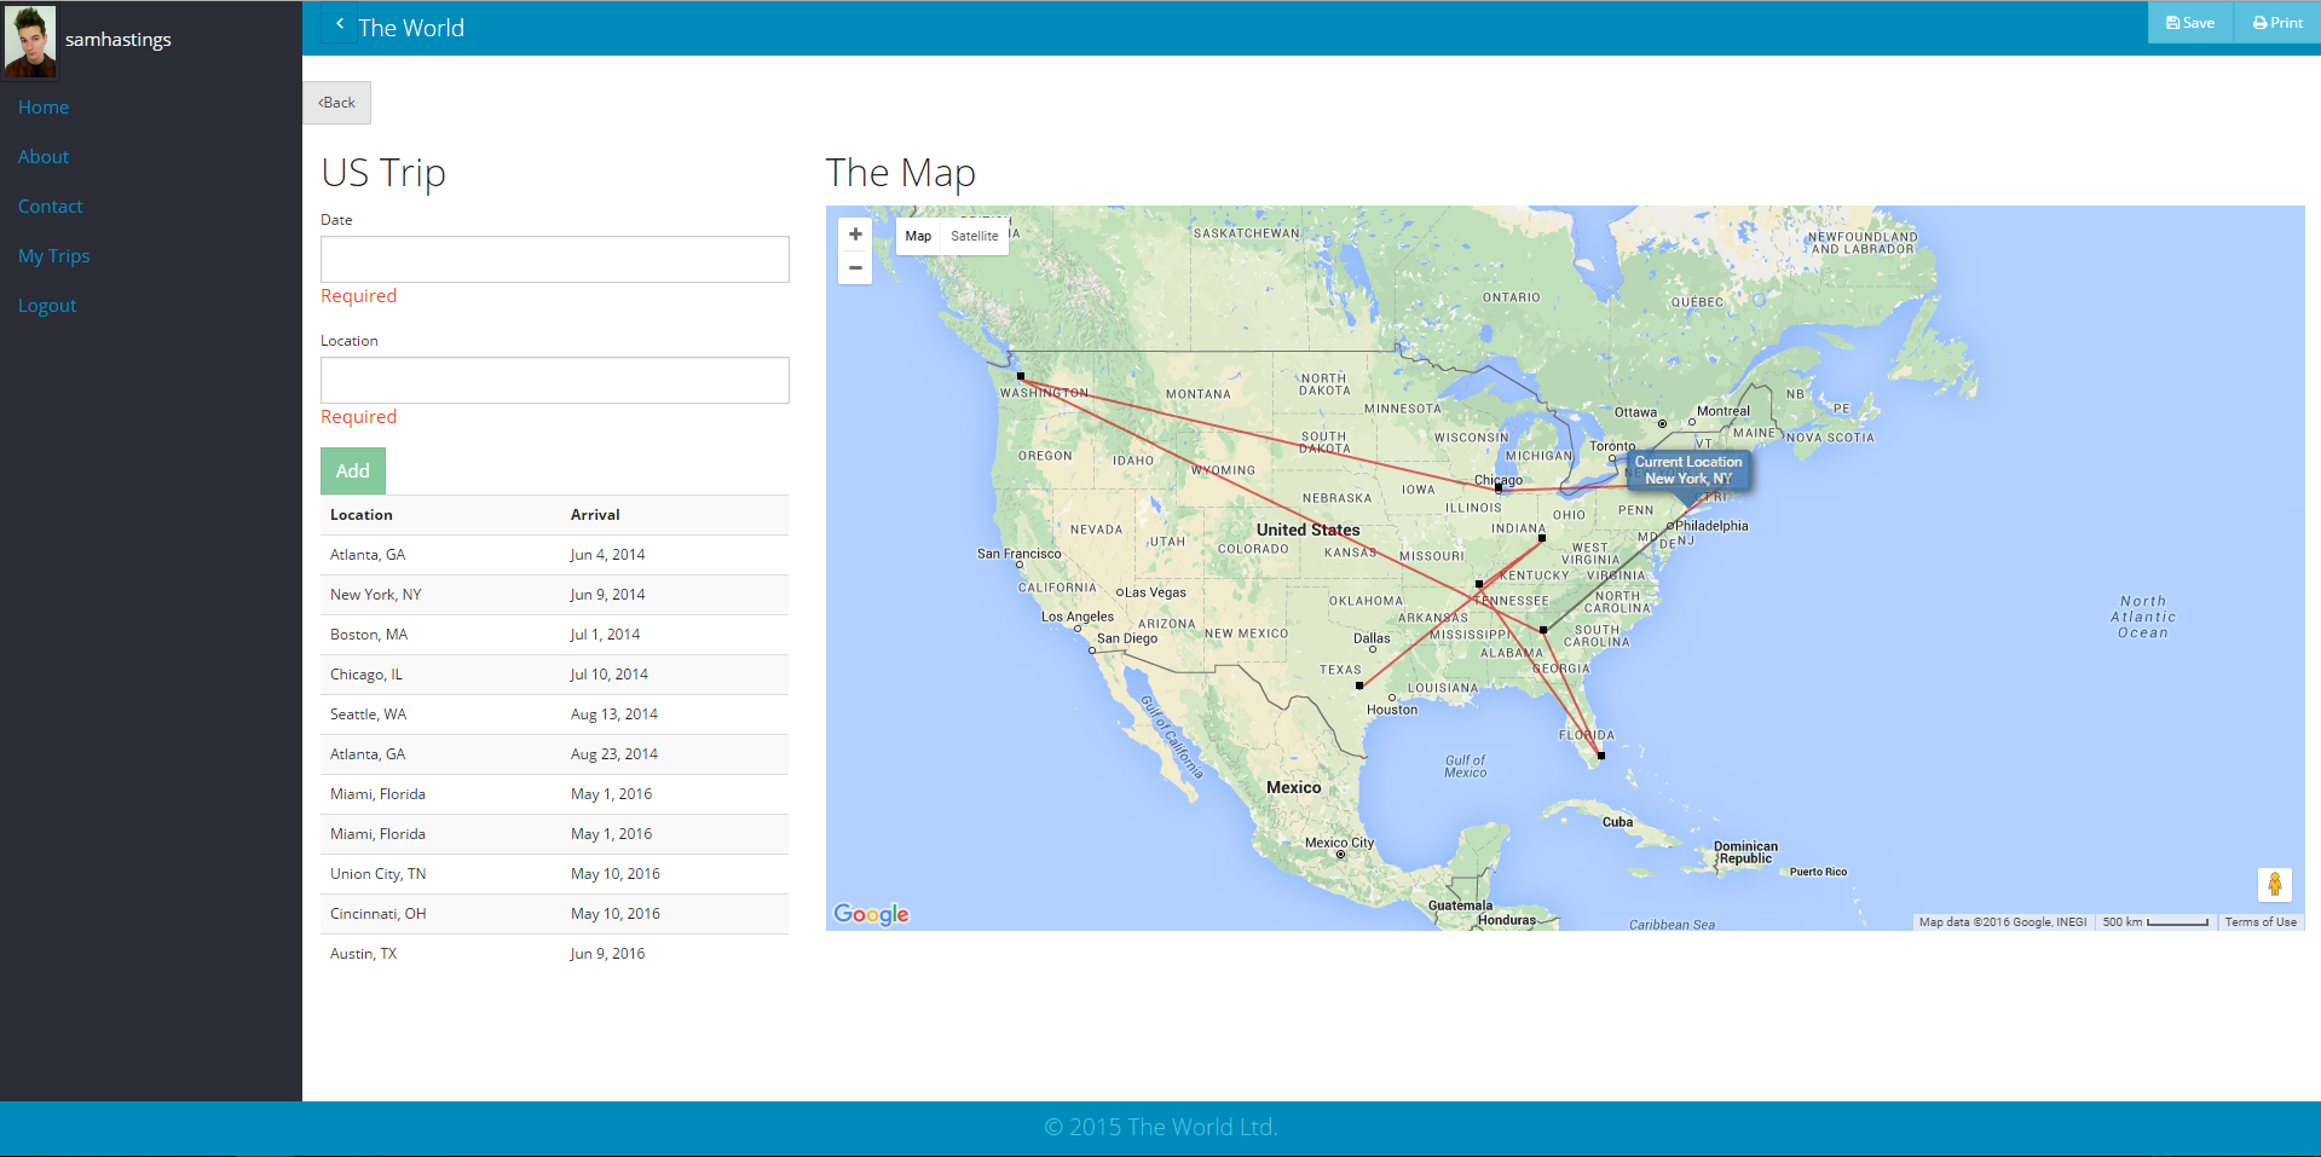 samhastings
Home
About
Contact
My Trips
Logout
The World
Save
Print
‹Back
US Trip
Date
Required
Location
Required
Add
Location Arrival
Atlanta, GA Jun 4, 2014
New York, NY Jun 9, 2014
Boston, MA Jul 1, 2014
Chicago, IL Jul 10, 2014
Seattle, WA Aug 13, 2014
Atlanta, GA Aug 23, 2014
Miami, Florida May 1, 2016
Miami, Florida May 1, 2016
Union City, TN May 10, 2016
Cincinnati, OH May 10, 2016
Austin, TX Jun 9, 2016
The Map
Map Satellite
SASKATCHEWAN
NEWFOUNDLAND
AND LABRADOR
ONTARIO
QUÉBEC
WASHINGTON
MONTANA
NORTH
DAKOTA
MINNESOTA
NB
PE
Ottawa
Montreal
MAINE
NOVA SCOTIA
VT
Toronto
SOUTH
DAKOTA
WISCONSIN
MICHIGAN
OREGON
IDAHO
WYOMING
Current Location
New York, NY
Chicago
IOWA
NEBRASKA
ILLINOIS
CT RI
PENN
OHIO
INDIANA
Philadelphia
NEVADA
United States
UTAH
COLORADO
KANSAS
MISSOURI
WEST
VIRGINIA
MD
DE
NJ
San Francisco
KENTUCKY
VIRGINIA
CALIFORNIA
Las Vegas
OKLAHOMA
TENNESSEE
NORTH
CAROLINA
Los Angeles
ARIZONA
NEW MEXICO
ARKANSAS
MISSISSIPPI
SOUTH
CAROLINA
San Diego
Dallas
ALABAMA
GEORGIA
TEXAS
LOUISIANA
Houston
FLORIDA
Gulf of California
Gulf of
Mexico
Mexico
North
Atlantic
Ocean
Cuba
Mexico City
Dominican
Republic
Puerto Rico
Guatemala
Honduras
Caribbean Sea
Google
Map data ©2016 Google, INEGI 500 km Terms of Use
© 2015 The World Ltd.